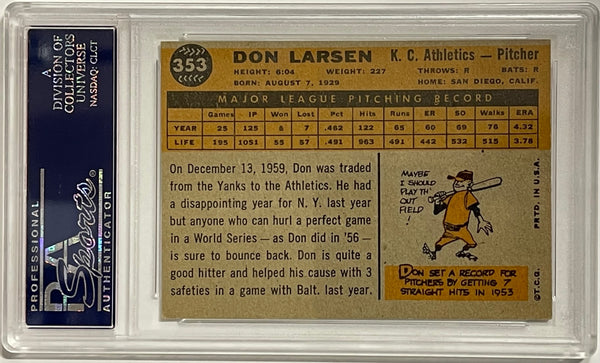 A
DIVISION OF
COLLECTORS
UNIVERSE
NASDAQ: CLCT
PROFESSIONAL
PSA
Sports
AUTHENTICATOR
353 DON LARSEN K. C. Athletics — Pitcher
HEIGHT: 6:04 WEIGHT: 227 THROWS: R BATS: R
BORN: AUGUST 7, 1929 HOME: SAN DIEGO, CALIF.
MAJOR LEAGUE PITCHING RECORD
Games IP Won Lost Pct. Hits Runs ER SO Walks ERA
YEAR 25 125 6 7 .462 122 65 60 69 76 4.32
LIFE 195 1051 55 57 .491 963 491 442 532 515 3.78
On December 13, 1959, Don was traded
from the Yanks to the Athletics. He had
a disappointing year for N. Y. last year
but anyone who can hurl a perfect game
in a World Series — as Don did in '56 —
is sure to bounce back. Don is quite a
good hitter and helped his cause with 3
safeties in a game with Balt. last year.
MAYBE
I SHOULD
PLAY TH'
OUT
FIELD!
DON SET A RECORD FOR
PITCHERS BY GETTING 7
STRAIGHT HITS IN 1953
©T.C.G. PRTD. IN U.S.A.